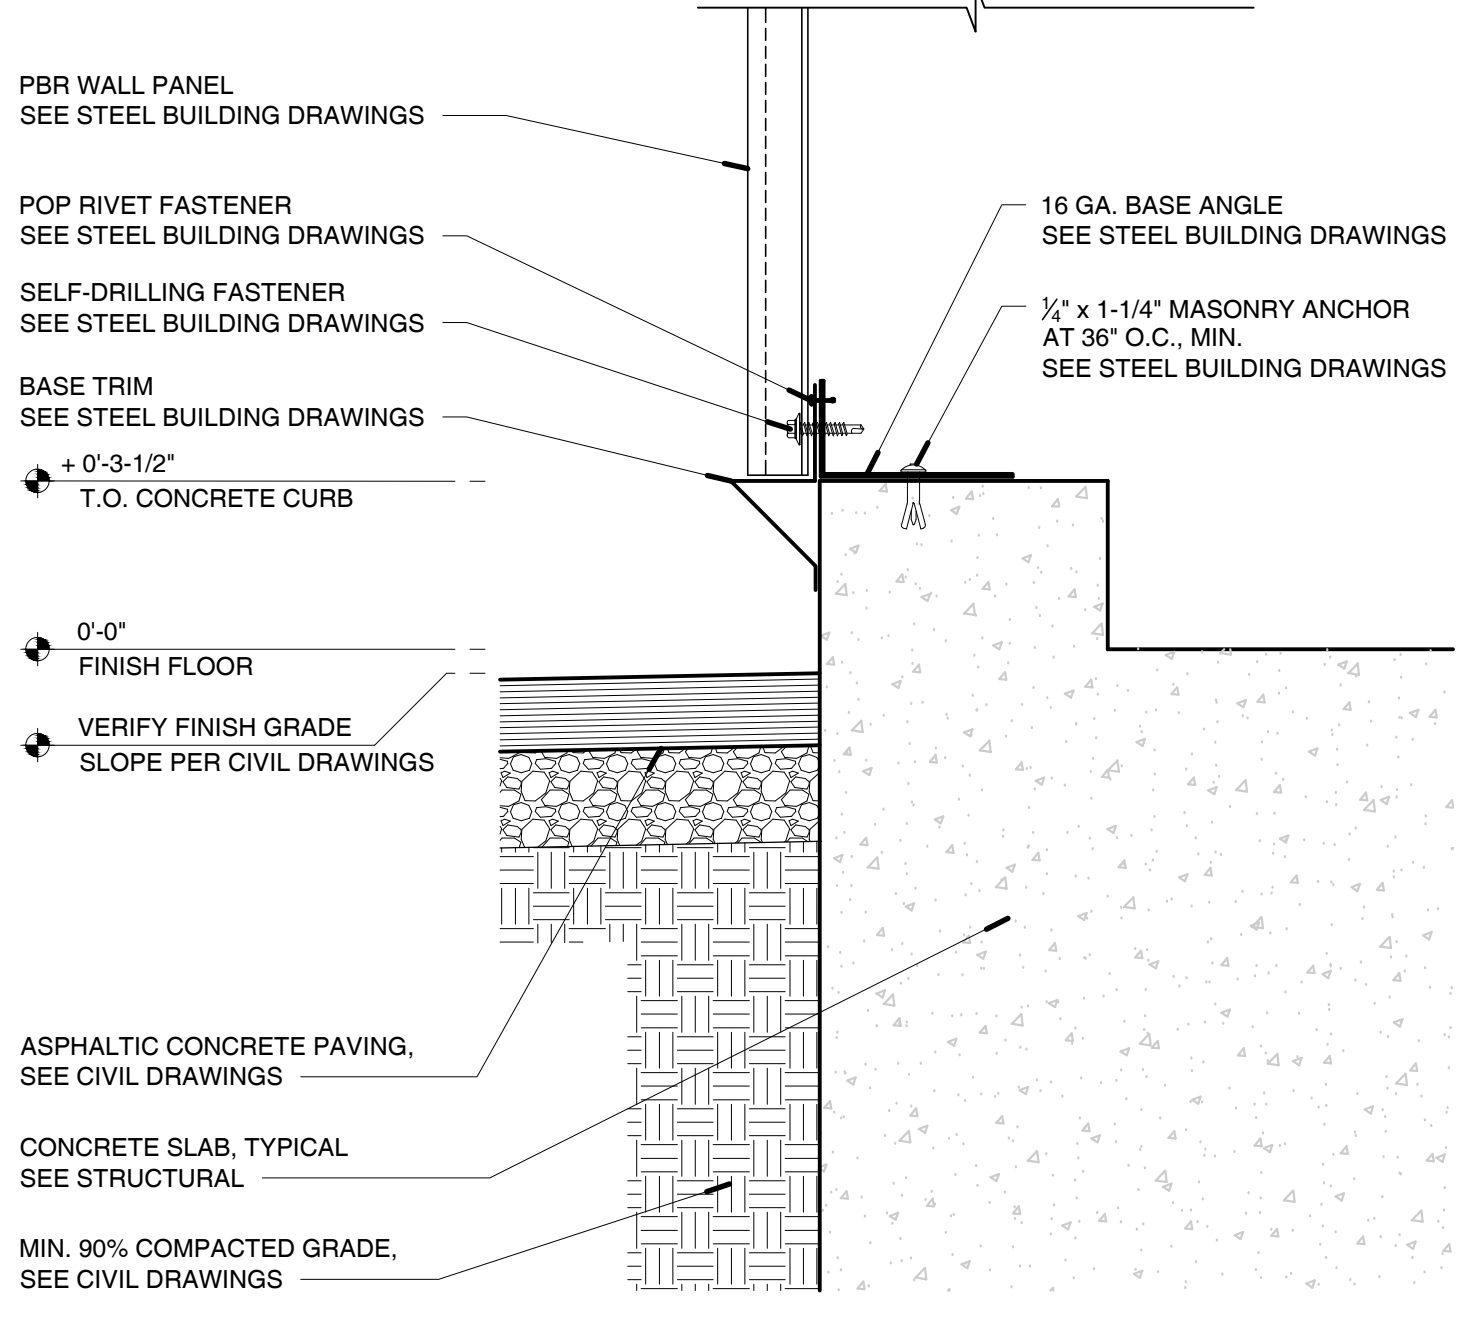 PBR WALL PANEL
SEE STEEL BUILDING DRAWINGS
POP RIVET FASTENER
SEE STEEL BUILDING DRAWINGS
SELF-DRILLING FASTENER
SEE STEEL BUILDING DRAWINGS
BASE TRIM
SEE STEEL BUILDING DRAWINGS
+ 0'-3-1/2"
T.O. CONCRETE CURB
0'-0"
FINISH FLOOR
VERIFY FINISH GRADE
SLOPE PER CIVIL DRAWINGS
ASPHALTIC CONCRETE PAVING,
SEE CIVIL DRAWINGS
CONCRETE SLAB, TYPICAL
SEE STRUCTURAL
MIN. 90% COMPACTED GRADE,
SEE CIVIL DRAWINGS
16 GA. BASE ANGLE
SEE STEEL BUILDING DRAWINGS
¼" x 1-1/4" MASONRY ANCHOR
AT 36" O.C., MIN.
SEE STEEL BUILDING DRAWINGS